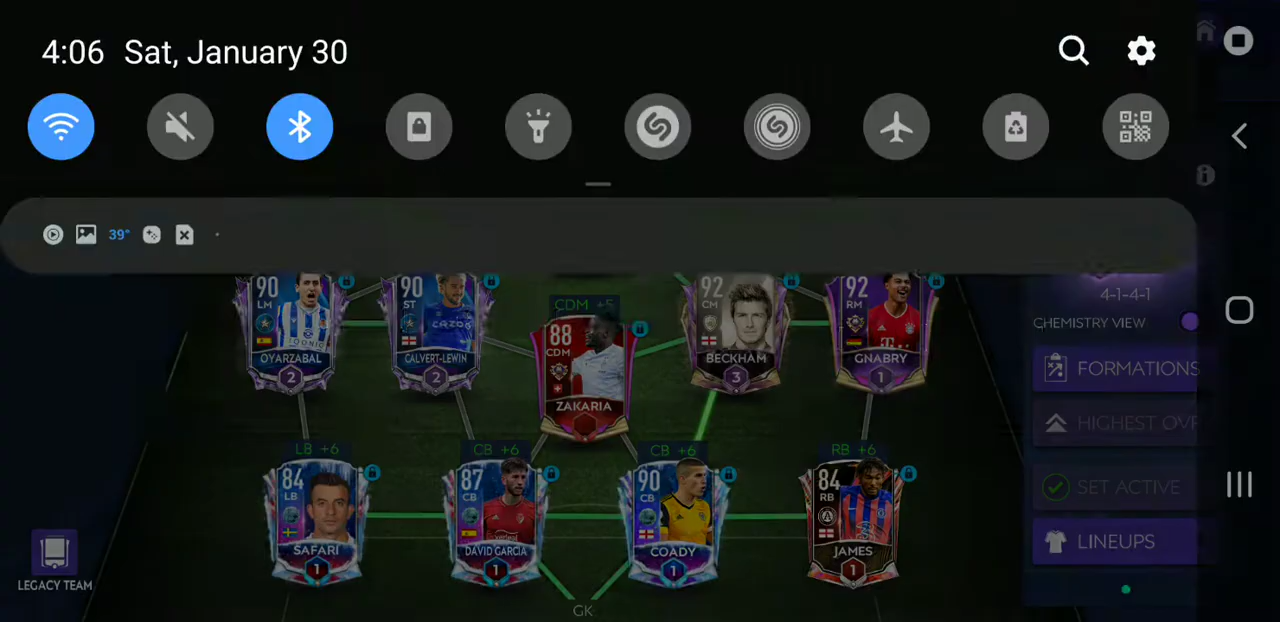 4:06 Sat, January 30
39°
90
LM
OYARZABAL
2
90
ST
CAZOO
CALVERT-LEWIN
2
CDM +5
88
CDM
ZAKARIA
92
CM
BECKHAM
3
92
RM
GNABRY
1
4-1-4-1
CHEMISTRY VIEW
FORMATIONS
HIGHEST OVR
SET ACTIVE
LINEUPS
LB +6
84
LB
SAFARI
1
CB +6
87
CB
DAVID GARCIA
1
CB +6
90
CB
COADY
1
RB +6
84
RB
JAMES
1
GK
LEGACY TEAM